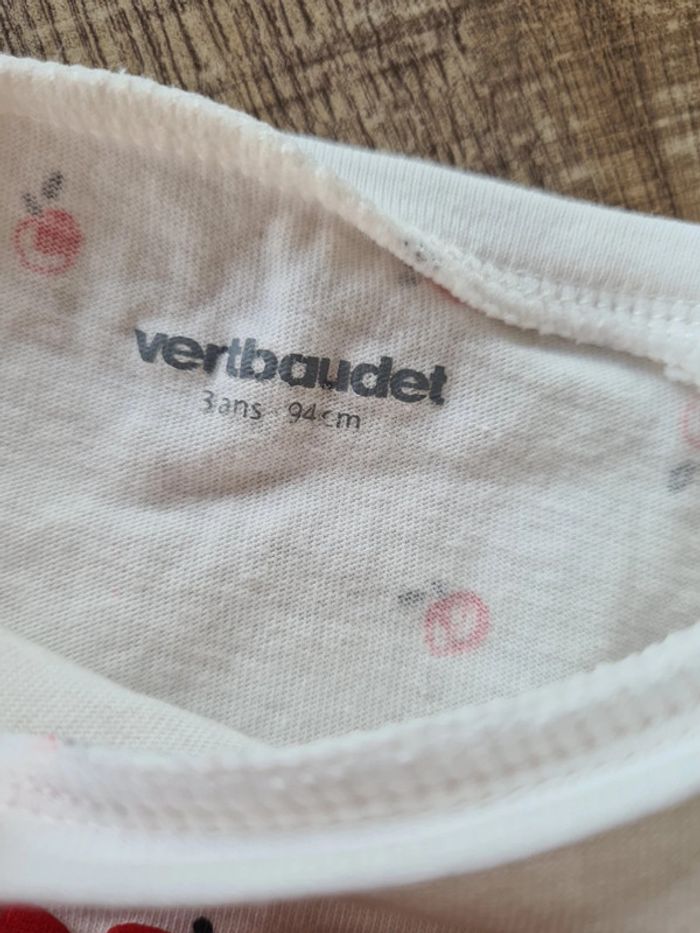 vertbaudet
3ans - 94cm